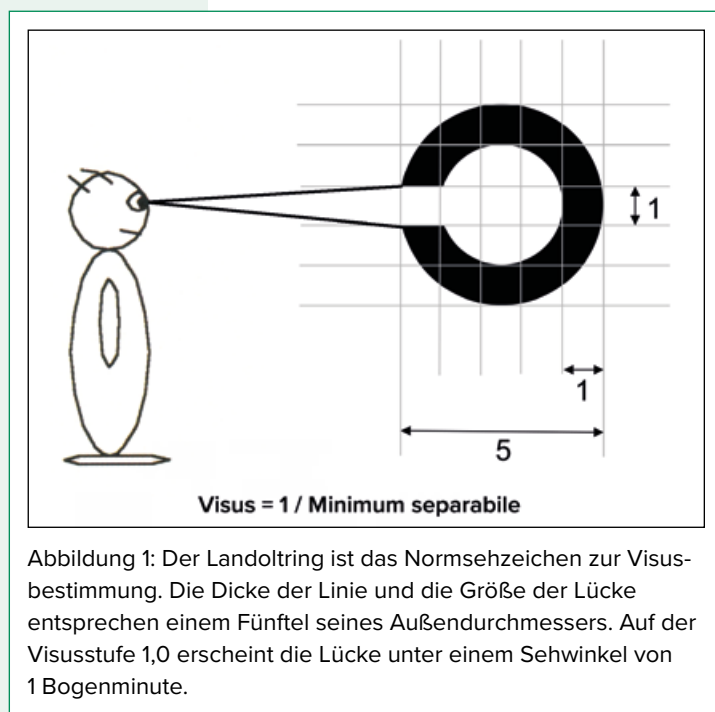 1
1
5
Visus = 1 / Minimum separabile
Abbildung 1: Der Landoltring ist das Normsehzeichen zur Visus-
bestimmung. Die Dicke der Linie und die Größe der Lücke
entsprechen einem Fünftel seines Außendurchmessers. Auf der
Visusstufe 1,0 erscheint die Lücke unter einem Sehwinkel von
1 Bogenminute.